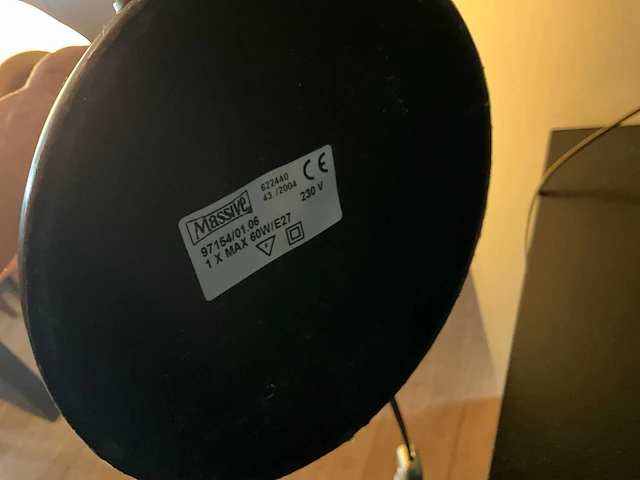 Massive
622440
43 /2004
CE
97154/01.06
230 V
1 X MAX 60W/E27
F